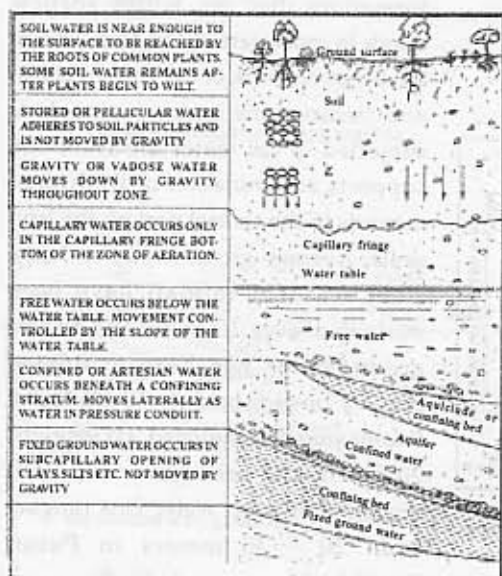 SOIL WATER IS NEAR ENOUGH TO
THE SURFACE TO BE REACHED BY
THE ROOTS OF COMMON PLANTS.
SOME SOIL WATER REMAINS AF-
TER PLANTS BEGIN TO WILT.
STORED OR PELLICULAR WATER
ADHERES TO SOIL PARTICLES AND
IS NOT MOVED BY GRAVITY
GRAVITY OR VADOSE WATER
MOVES DOWN BY GRAVITY
THROUGHOUT ZONE.
CAPILLARY WATER OCCURS ONLY
IN THE CAPILLARY FRINGE BOT-
TOM OF THE ZONE OF AERATION.
FREE WATER OCCURS BELOW THE
WATER TABLE. MOVEMENT CON-
TROLLED BY THE SLOPE OF THE
WATER TABLE.
CONFINED OR ARTESIAN WATER
OCCURS BENEATH A CONFINING
STRATUM. MOVES LATERALLY AS
WATER IN PRESSURE CONDUIT.
FIXED GROUND WATER OCCURS IN
SUBCAPILLARY OPENING OF
CLAYS, SILTS ETC. NOT MOVED BY
GRAVITY
Ground surface
Soil
Z
Capillary fringe
Water table
Free water
Aquiclude or
confining bed
Aquifer
Confined water
Confining bed
Fixed ground water